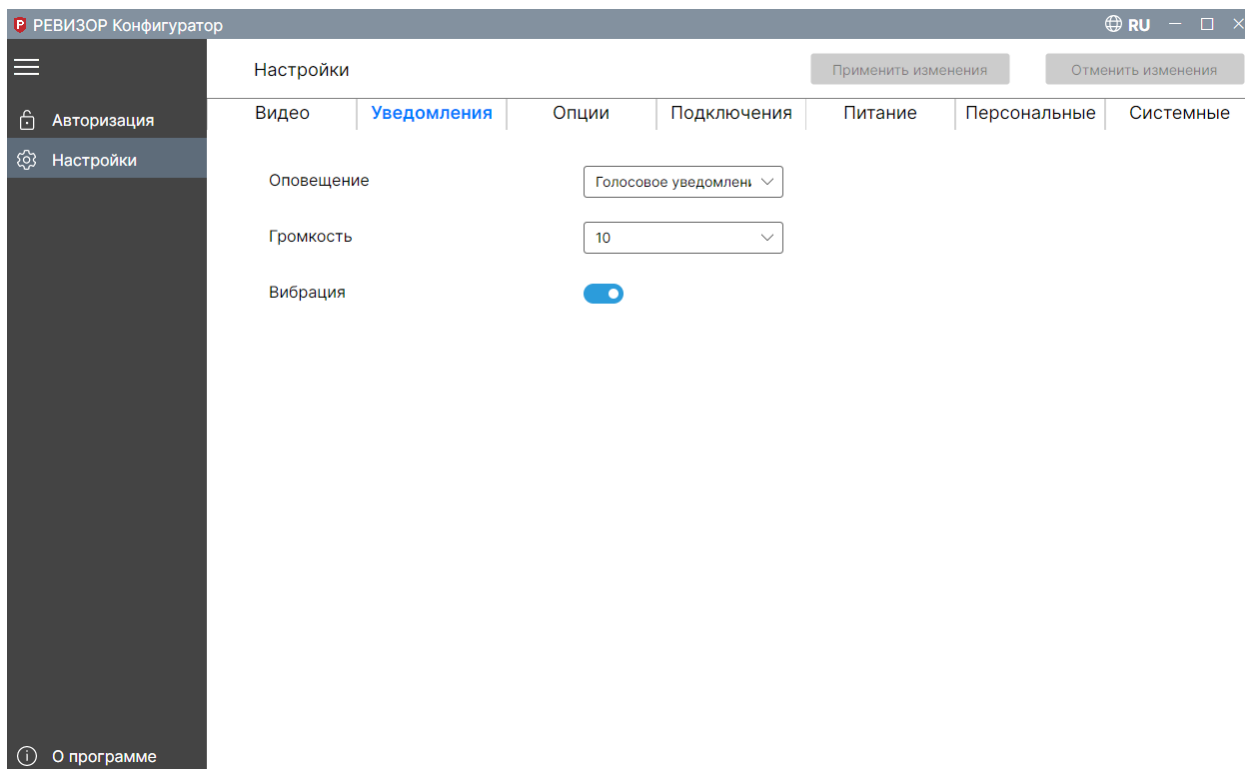 РЕВИЗОР Конфигуратор RU
Настройки Применить изменения Отменить изменения
Авторизация
Настройки
Видео Уведомления Опции Подключения Питание Персональные Системные
Оповещение Голосовое уведомлени
Громкость 10
Вибрация
О программе